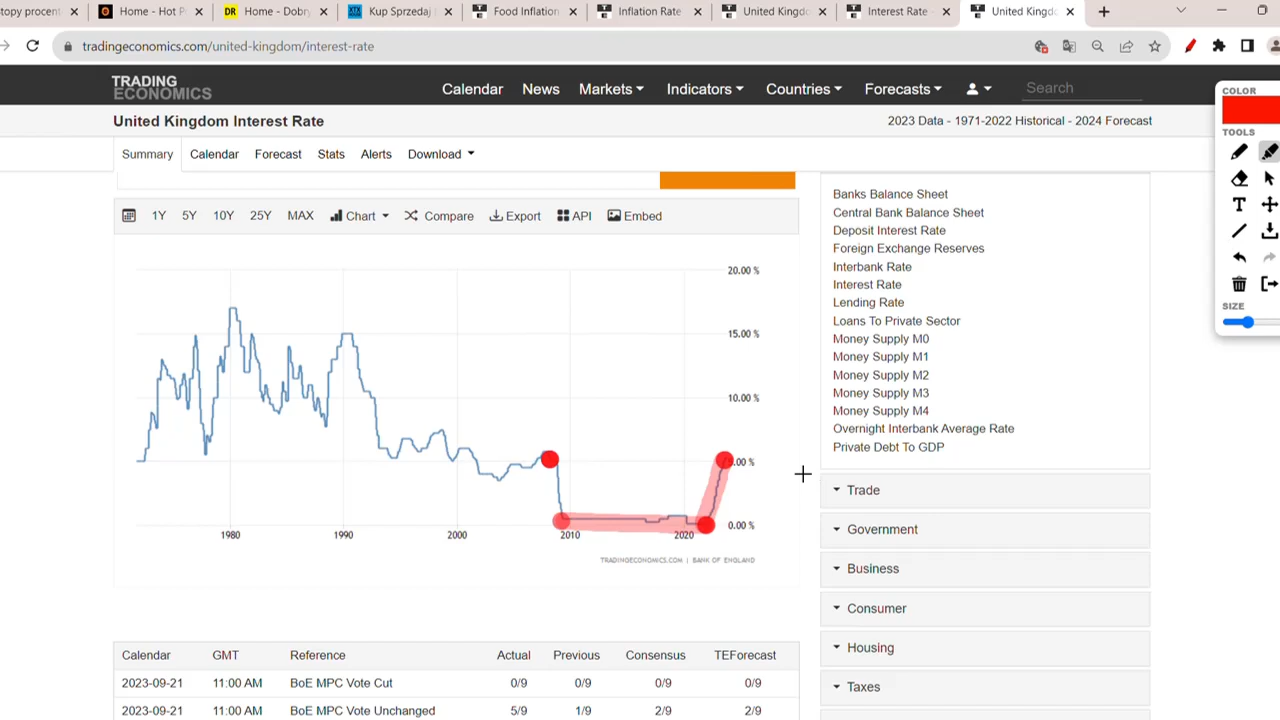 stopy procent
Home - Hot P
Home - Dobry
Kup Sprzedaj
Food Inflation
Inflation Rate
United Kingdo
Interest Rate
United Kingdo
tradingeconomics.com/united-kingdom/interest-rate
TRADING
ECONOMICS
Calendar News Markets Indicators Countries Forecasts Search
United Kingdom Interest Rate
2023 Data - 1971-2022 Historical - 2024 Forecast
Summary Calendar Forecast Stats Alerts Download
1Y 5Y 10Y 25Y MAX Chart Compare Export API Embed
20.00 %
15.00 %
10.00 %
5.00 %
0.00 %
1980 1990 2000 2010 2020
TRADINGECONOMICS.COM | BANK OF ENGLAND
Calendar GMT Reference Actual Previous Consensus TEForecast
2023-09-21 11:00 AM BoE MPC Vote Cut 0/9 0/9 0/9 0/9
2023-09-21 11:00 AM BoE MPC Vote Unchanged 5/9 1/9 2/9 2/9
Banks Balance Sheet
Central Bank Balance Sheet
Deposit Interest Rate
Foreign Exchange Reserves
Interbank Rate
Interest Rate
Lending Rate
Loans To Private Sector
Money Supply M0
Money Supply M1
Money Supply M2
Money Supply M3
Money Supply M4
Overnight Interbank Average Rate
Private Debt To GDP
Trade
Government
Business
Consumer
Housing
Taxes
COLOR
TOOLS
T
SIZE